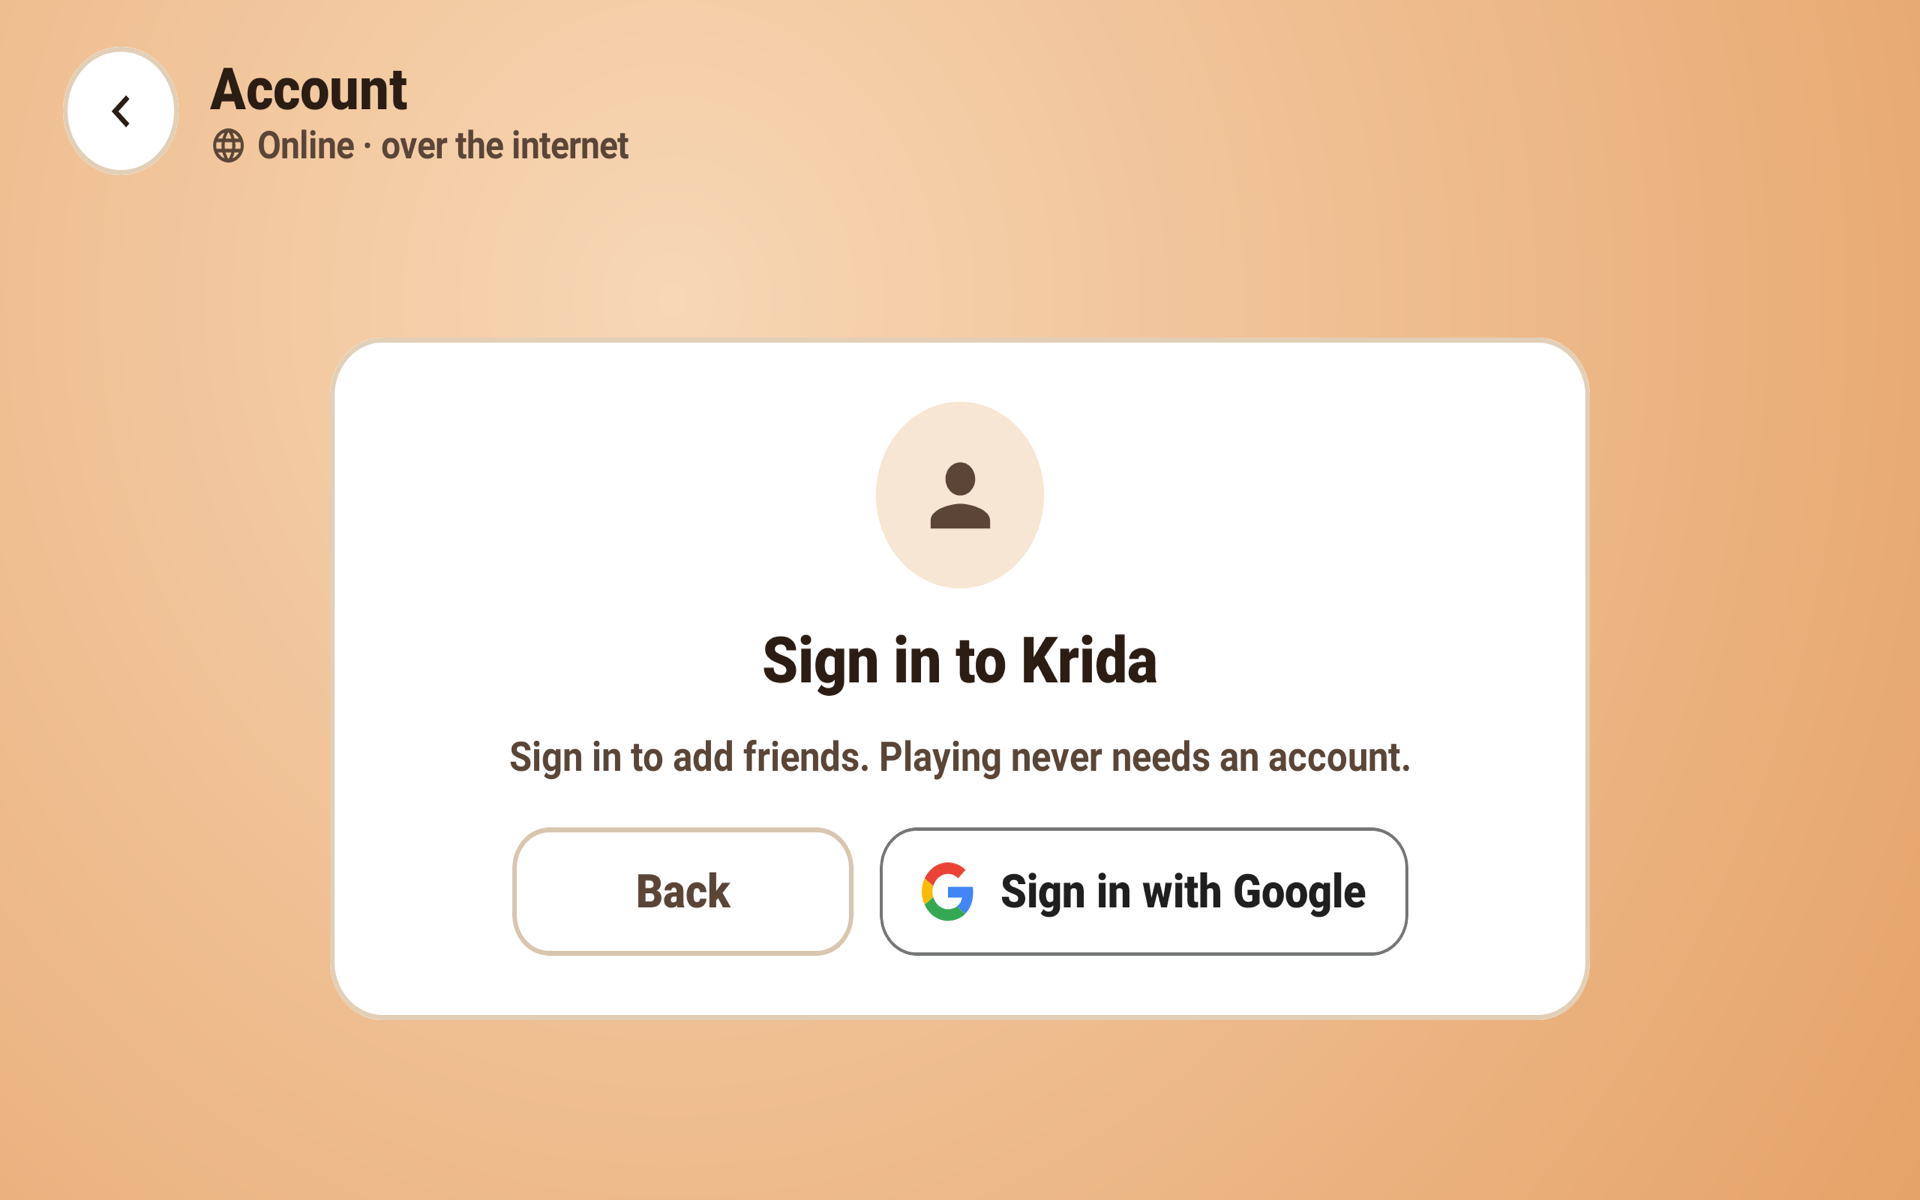 Account
Online · over the internet
Sign in to Krida
Sign in to add friends. Playing never needs an account.
Back
Sign in with Google